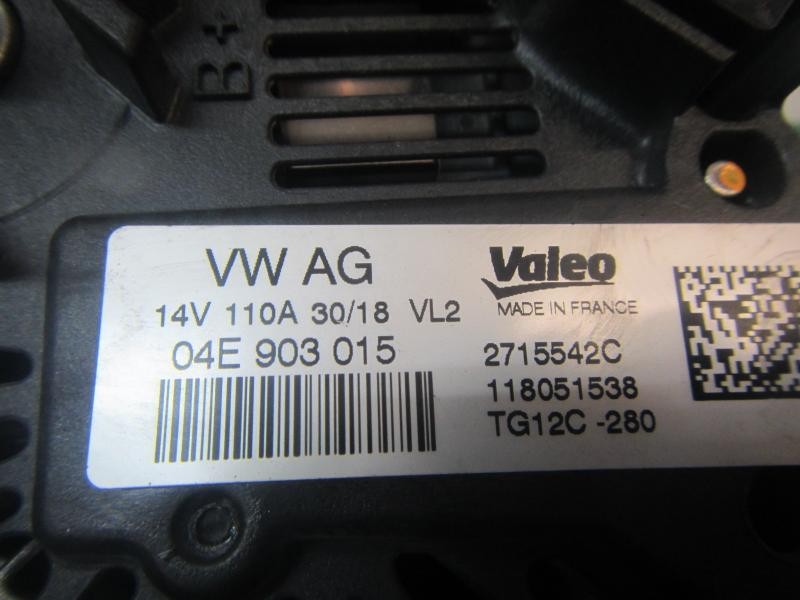 B+
VW AG
14V 110A 30/18 VL2
04E 903 015
Valeo
MADE IN FRANCE
2715542C
118051538
TG12C -280